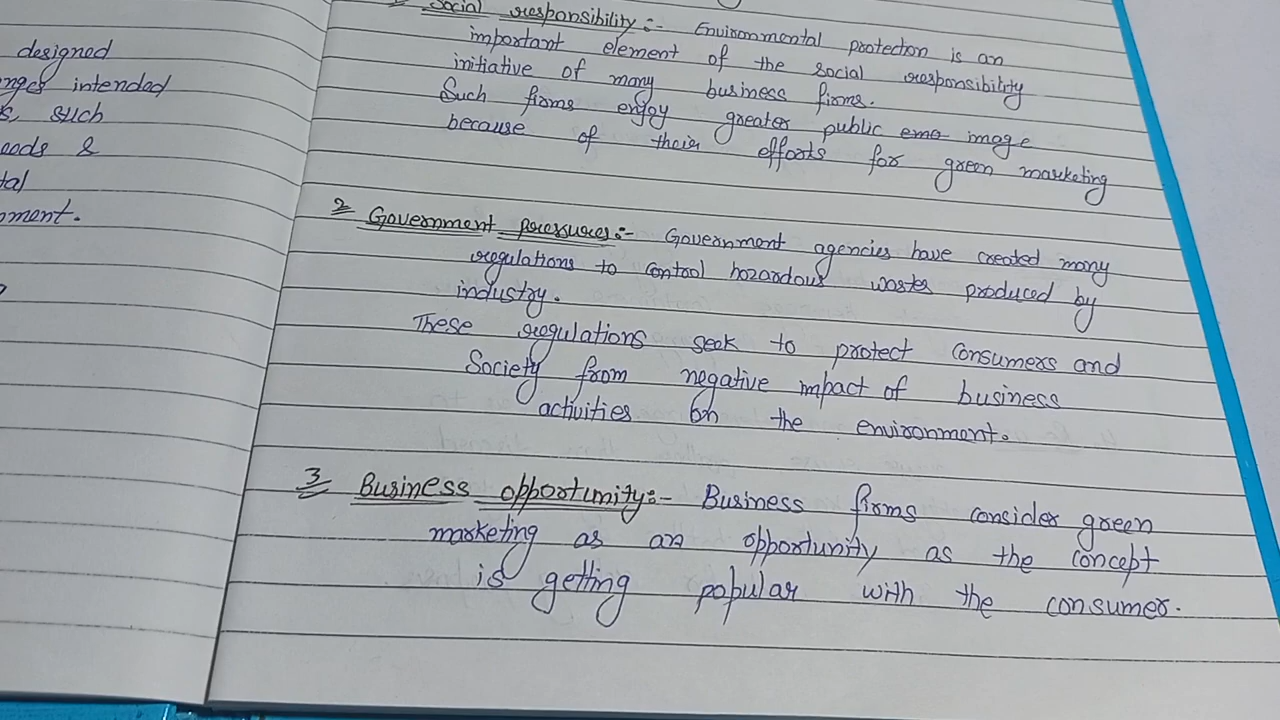 designed
intended
such
&
Social responsibility :- Environmental protection is an
important element of the social responsibility
initiative of many business firms.
Such firms enjoy greater public image
because of their efforts for green marketing
2 Government pressures:- Government agencies have created many
regulations to control hazardous wastes produced by
industry.
These regulations seek to protect consumers and
Society from negative impact of business
activities on the environment.
3 Business opportunity:- Business firms consider green
marketing as an opportunity as the concept
is getting popular with the consumer.